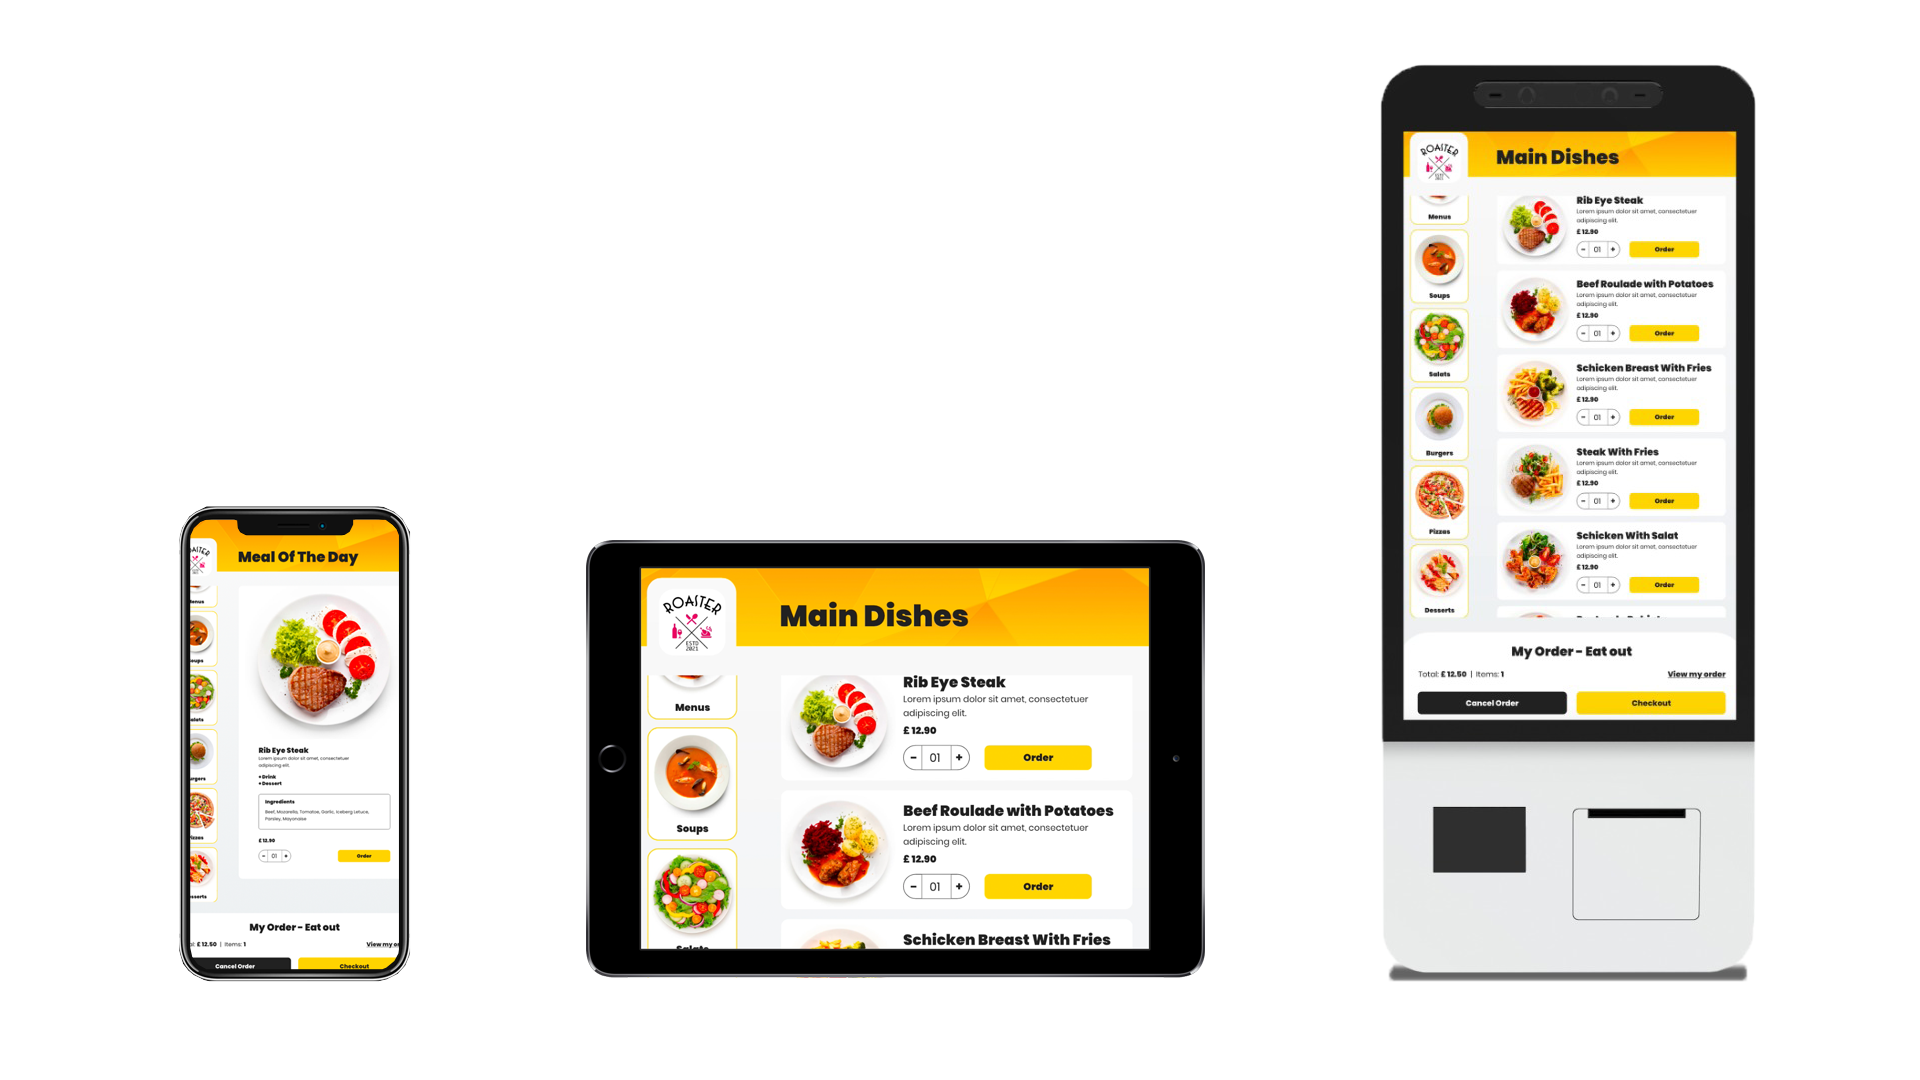 ROASTER
Meal Of The Day
enus
oups
alats
urgers
izzas
sserts
Rib Eye Steak
Lorem ipsum dolor sit amet, consectetuer
adipiscing elit.
• Drink
• Dessert
Ingredients
Beef, Mozarella, Tomatos, Garlic, Iceberg Letuce,
Parsley, Mayonaise
£ 12.90
- 01 +
Order
My Order - Eat out
al: £ 12.50 | Items: 1
View my or
Cancel Order
Checkout
ROASTER
ESTD
2021
Main Dishes
Menus
Soups
Salats
Rib Eye Steak
Lorem ipsum dolor sit amet, consectetuer
adipiscing elit.
£ 12.90
- 01 +
Order
Beef Roulade with Potatoes
Lorem ipsum dolor sit amet, consectetuer
adipiscing elit.
£ 12.90
- 01 +
Order
Schicken Breast With Fries
ROASTER
ESTD
2021
Main Dishes
Menus
Soups
Salats
Burgers
Pizzas
Desserts
Rib Eye Steak
Lorem ipsum dolor sit amet, consectetuer
adipiscing elit.
£ 12.90
- 01 +
Order
Beef Roulade with Potatoes
Lorem ipsum dolor sit amet, consectetuer
adipiscing elit.
£ 12.90
- 01 +
Order
Schicken Breast With Fries
Lorem ipsum dolor sit amet, consectetuer
adipiscing elit.
£ 12.90
- 01 +
Order
Steak With Fries
Lorem ipsum dolor sit amet, consectetuer
adipiscing elit.
£ 12.90
- 01 +
Order
Schicken With Salat
Lorem ipsum dolor sit amet, consectetuer
adipiscing elit.
£ 12.90
- 01 +
Order
My Order - Eat out
Total: £ 12.50 | Items: 1
View my order
Cancel Order
Checkout